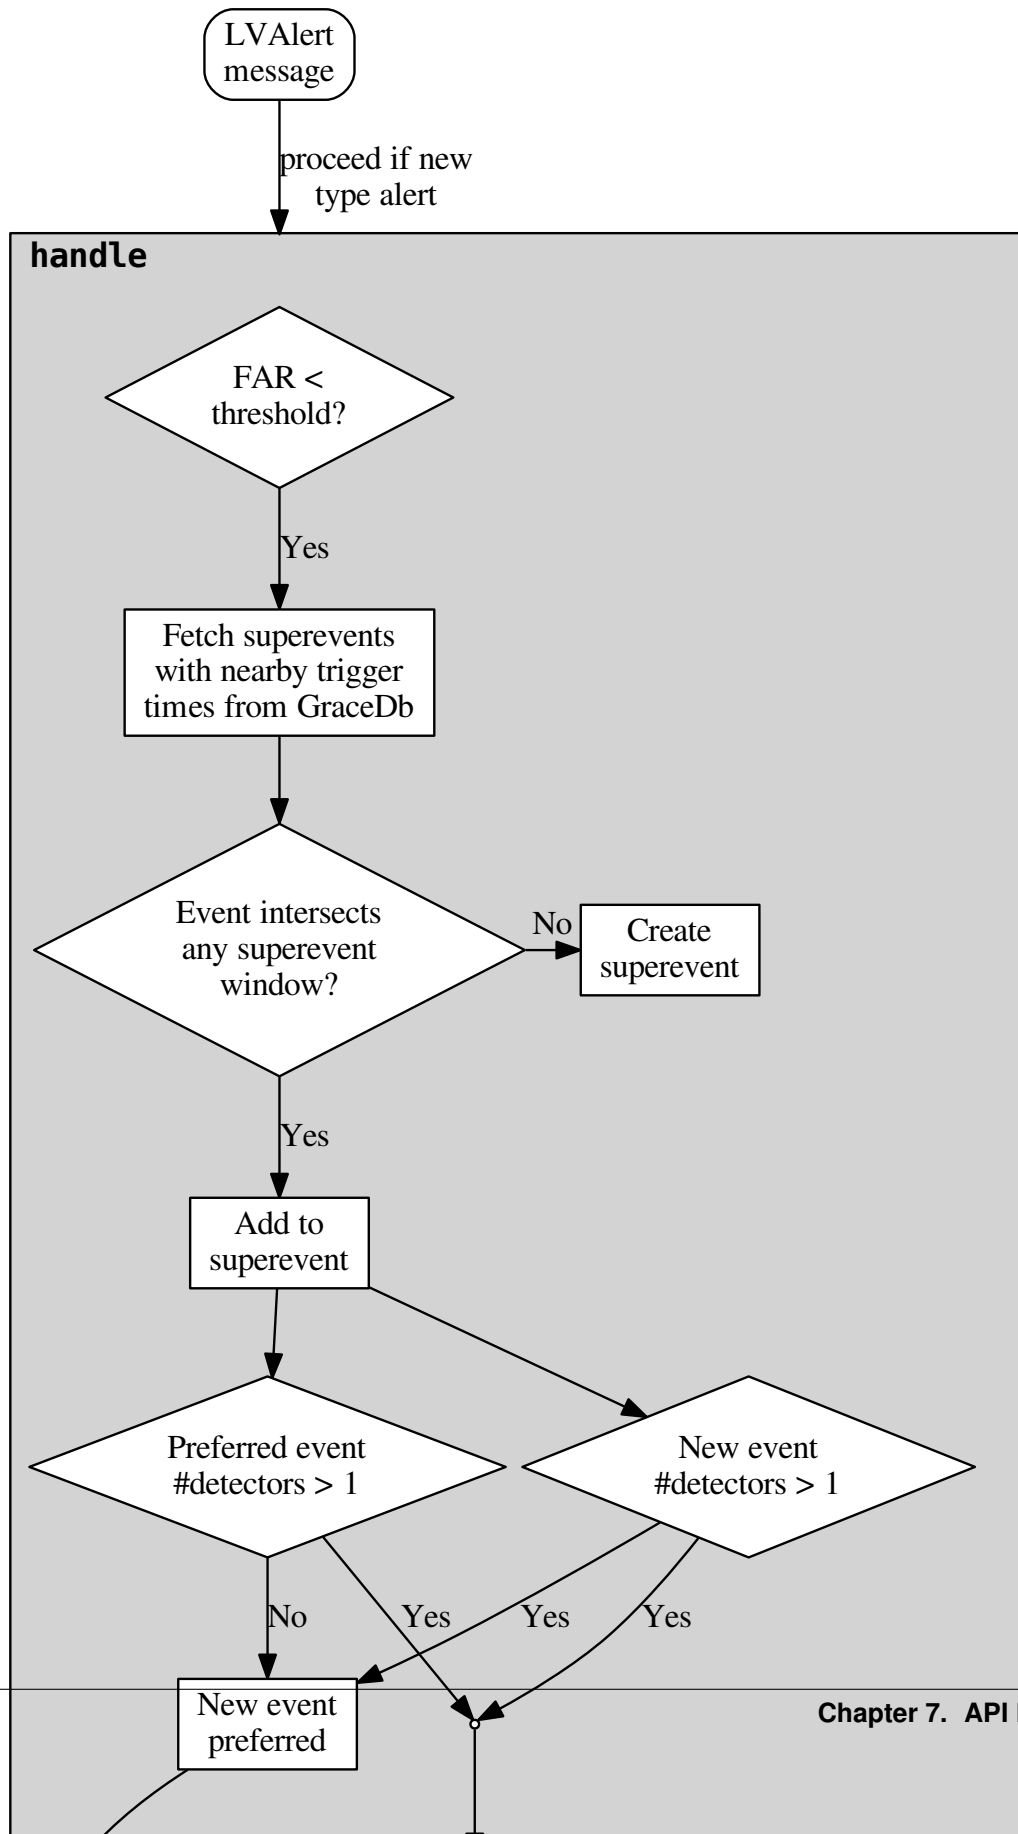 LVAlert
message
proceed if new
type alert
handle
FAR <
threshold?
Yes
Fetch superevents
with nearby trigger
times from GraceDb
Event intersects
any superevent
window?
No
Create
superevent
Yes
Add to
superevent
Preferred event
#detectors > 1
New event
#detectors > 1
No
Yes
Yes
Yes
New event
preferred
Chapter 7. API